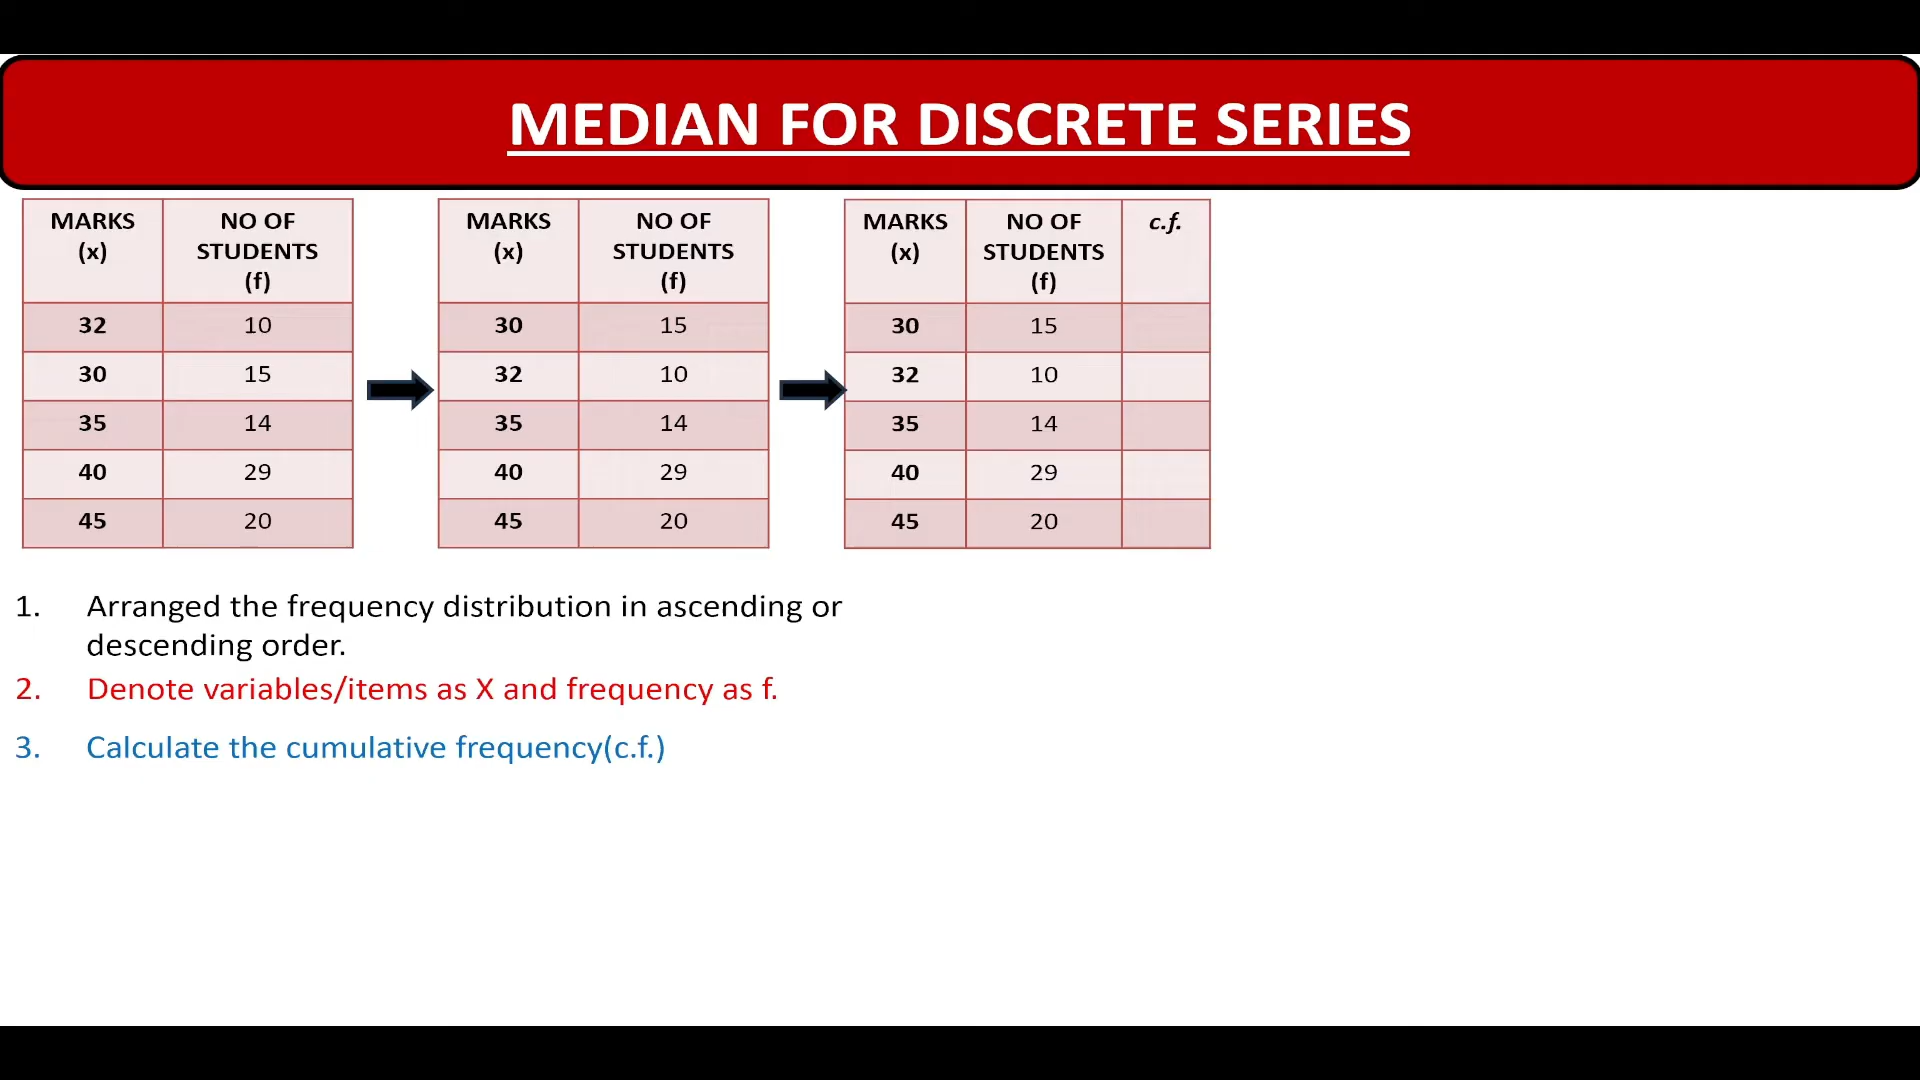 MEDIAN FOR DISCRETE SERIES
MARKS (x) NO OF STUDENTS (f)
32 10
30 15
35 14
40 29
45 20
MARKS (x) NO OF STUDENTS (f)
30 15
32 10
35 14
40 29
45 20
MARKS (x) NO OF STUDENTS (f) c.f.
30 15
32 10
35 14
40 29
45 20
1. Arranged the frequency distribution in ascending or
descending order.
2. Denote variables/items as X and frequency as f.
3. Calculate the cumulative frequency(c.f.)